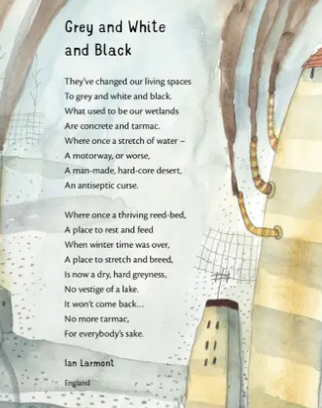 Grey and White
and Black
They've changed our living spaces
To grey and white and black.
What used to be our wetlands
Are concrete and tarmac.
Where once a stretch of water –
A motorway, or worse,
A man-made, hard-core desert,
An antiseptic curse.
Where once a thriving reed-bed,
A place to rest and feed
When winter time was over,
A place to stretch and breed,
Is now a dry, hard greyness,
No vestige of a lake.
It won't come back...
No more tarmac,
For everybody's sake.
Ian Larmont
England